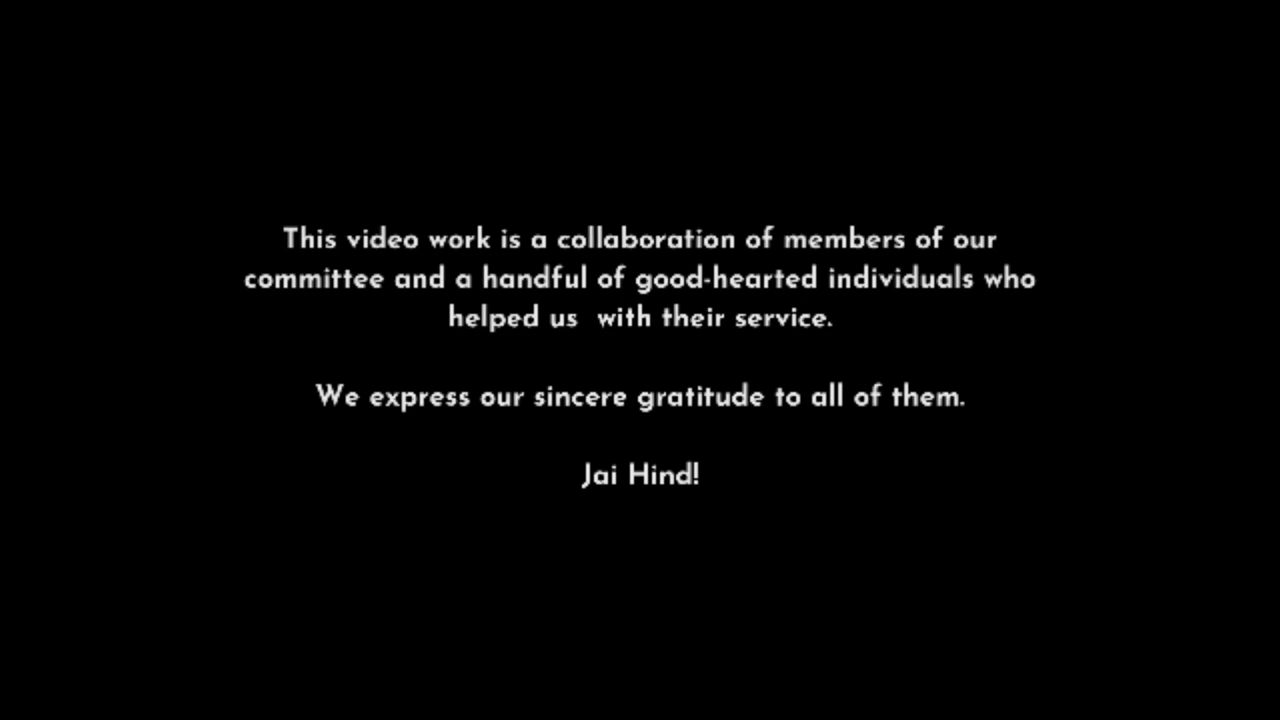 This video work is a collaboration of members of our
committee and a handful of good-hearted individuals who
helped us  with their service.
We express our sincere gratitude to all of them.
Jai Hind!